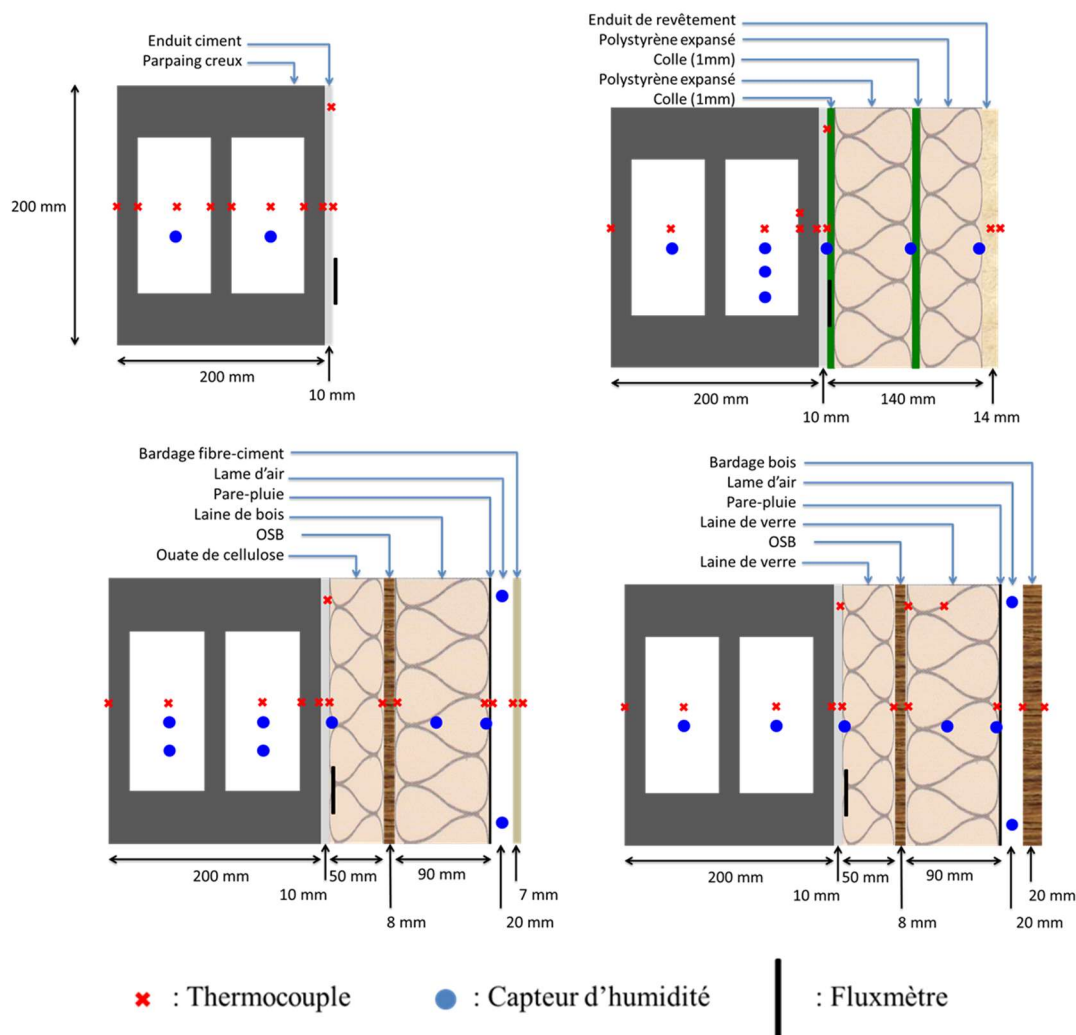 Enduit ciment
Parpaing creux
200 mm
200 mm
10 mm
Enduit de revêtement
Polystyrène expansé
Colle (1mm)
Polystyrène expansé
Colle (1mm)
200 mm
10 mm
140 mm
14 mm
Bardage fibre-ciment
Lame d'air
Pare-pluie
Laine de bois
OSB
Ouate de cellulose
200 mm
10 mm
50 mm
8 mm
90 mm
20 mm
7 mm
Bardage bois
Lame d'air
Pare-pluie
Laine de verre
OSB
Laine de verre
200 mm
10 mm
50 mm
8 mm
90 mm
20 mm
20 mm
: Thermocouple
: Capteur d'humidité
: Fluxmètre